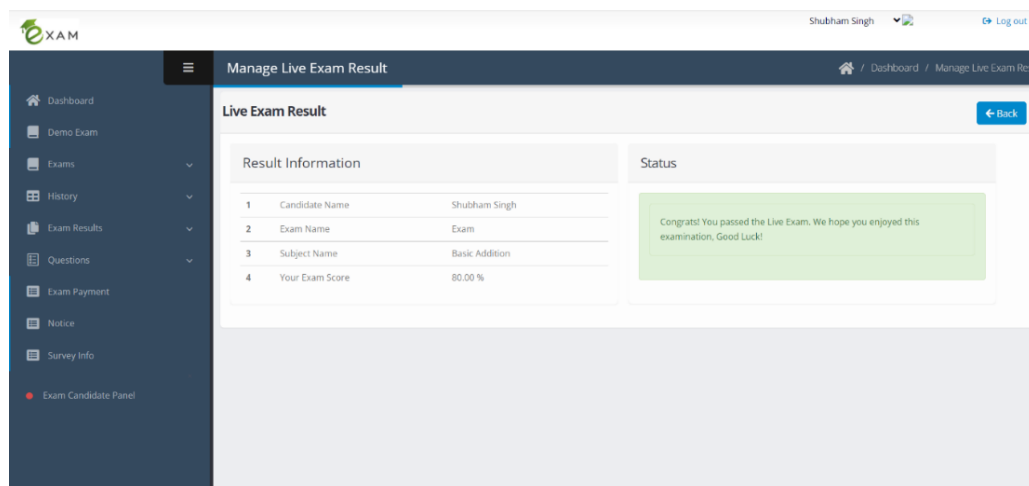 exAM
Shubham Singh
Log out
Manage Live Exam Result
/ Dashboard / Manage Live Exam Re
Dashboard
Demo Exam
Exams
History
Exam Results
Questions
Exam Payment
Notice
Survey Info
Exam Candidate Panel
Live Exam Result
Back
Result Information
1 Candidate Name Shubham Singh
2 Exam Name Exam
3 Subject Name Basic Addition
4 Your Exam Score 80.00 %
Status
Congrats! You passed the Live Exam. We hope you enjoyed this
examination, Good Luck!